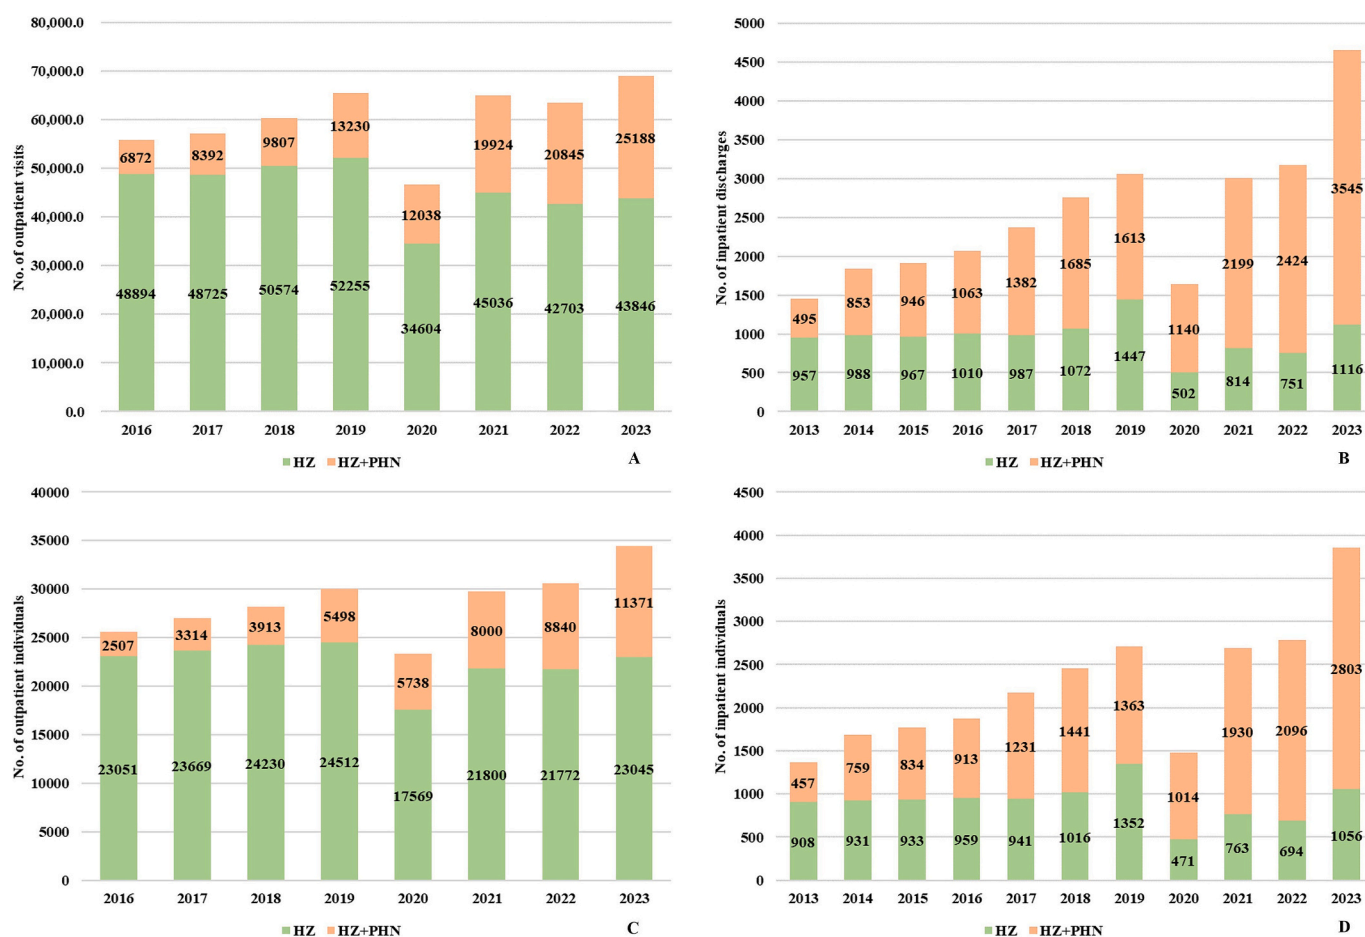 80,000.0
70,000.0
60,000.0
50,000.0
40,000.0
30,000.0
20,000.0
10,000.0
0.0
No. of outpatient visits
6872 8392 9807 13230 12038 19924 20845 25188
48894 48725 50574 52255 34604 45036 42703 43846
2016 2017 2018 2019 2020 2021 2022 2023
HZ HZ+PHN A
5000
4500
4000
3500
3000
2500
2000
1500
1000
500
0
No. of inpatient discharges
495 853 946 1063 1382 1685 1613 1140 2199 2424 3545
957 988 967 1010 987 1072 1447 502 814 751 1116
2013 2014 2015 2016 2017 2018 2019 2020 2021 2022 2023
HZ HZ+PHN B
40000
35000
30000
25000
20000
15000
10000
5000
0
No. of outpatient individuals
2507 3314 3913 5498 5738 8000 8840 11371
23051 23669 24230 24512 17569 21800 21772 23045
2016 2017 2018 2019 2020 2021 2022 2023
HZ HZ+PHN C
4500
4000
3500
3000
2500
2000
1500
1000
500
0
No. of inpatient individuals
457 759 834 913 1231 1441 1363 1014 1930 2096 2803
908 931 933 959 941 1016 1352 471 763 694 1056
2013 2014 2015 2016 2017 2018 2019 2020 2021 2022 2023
HZ HZ+PHN D